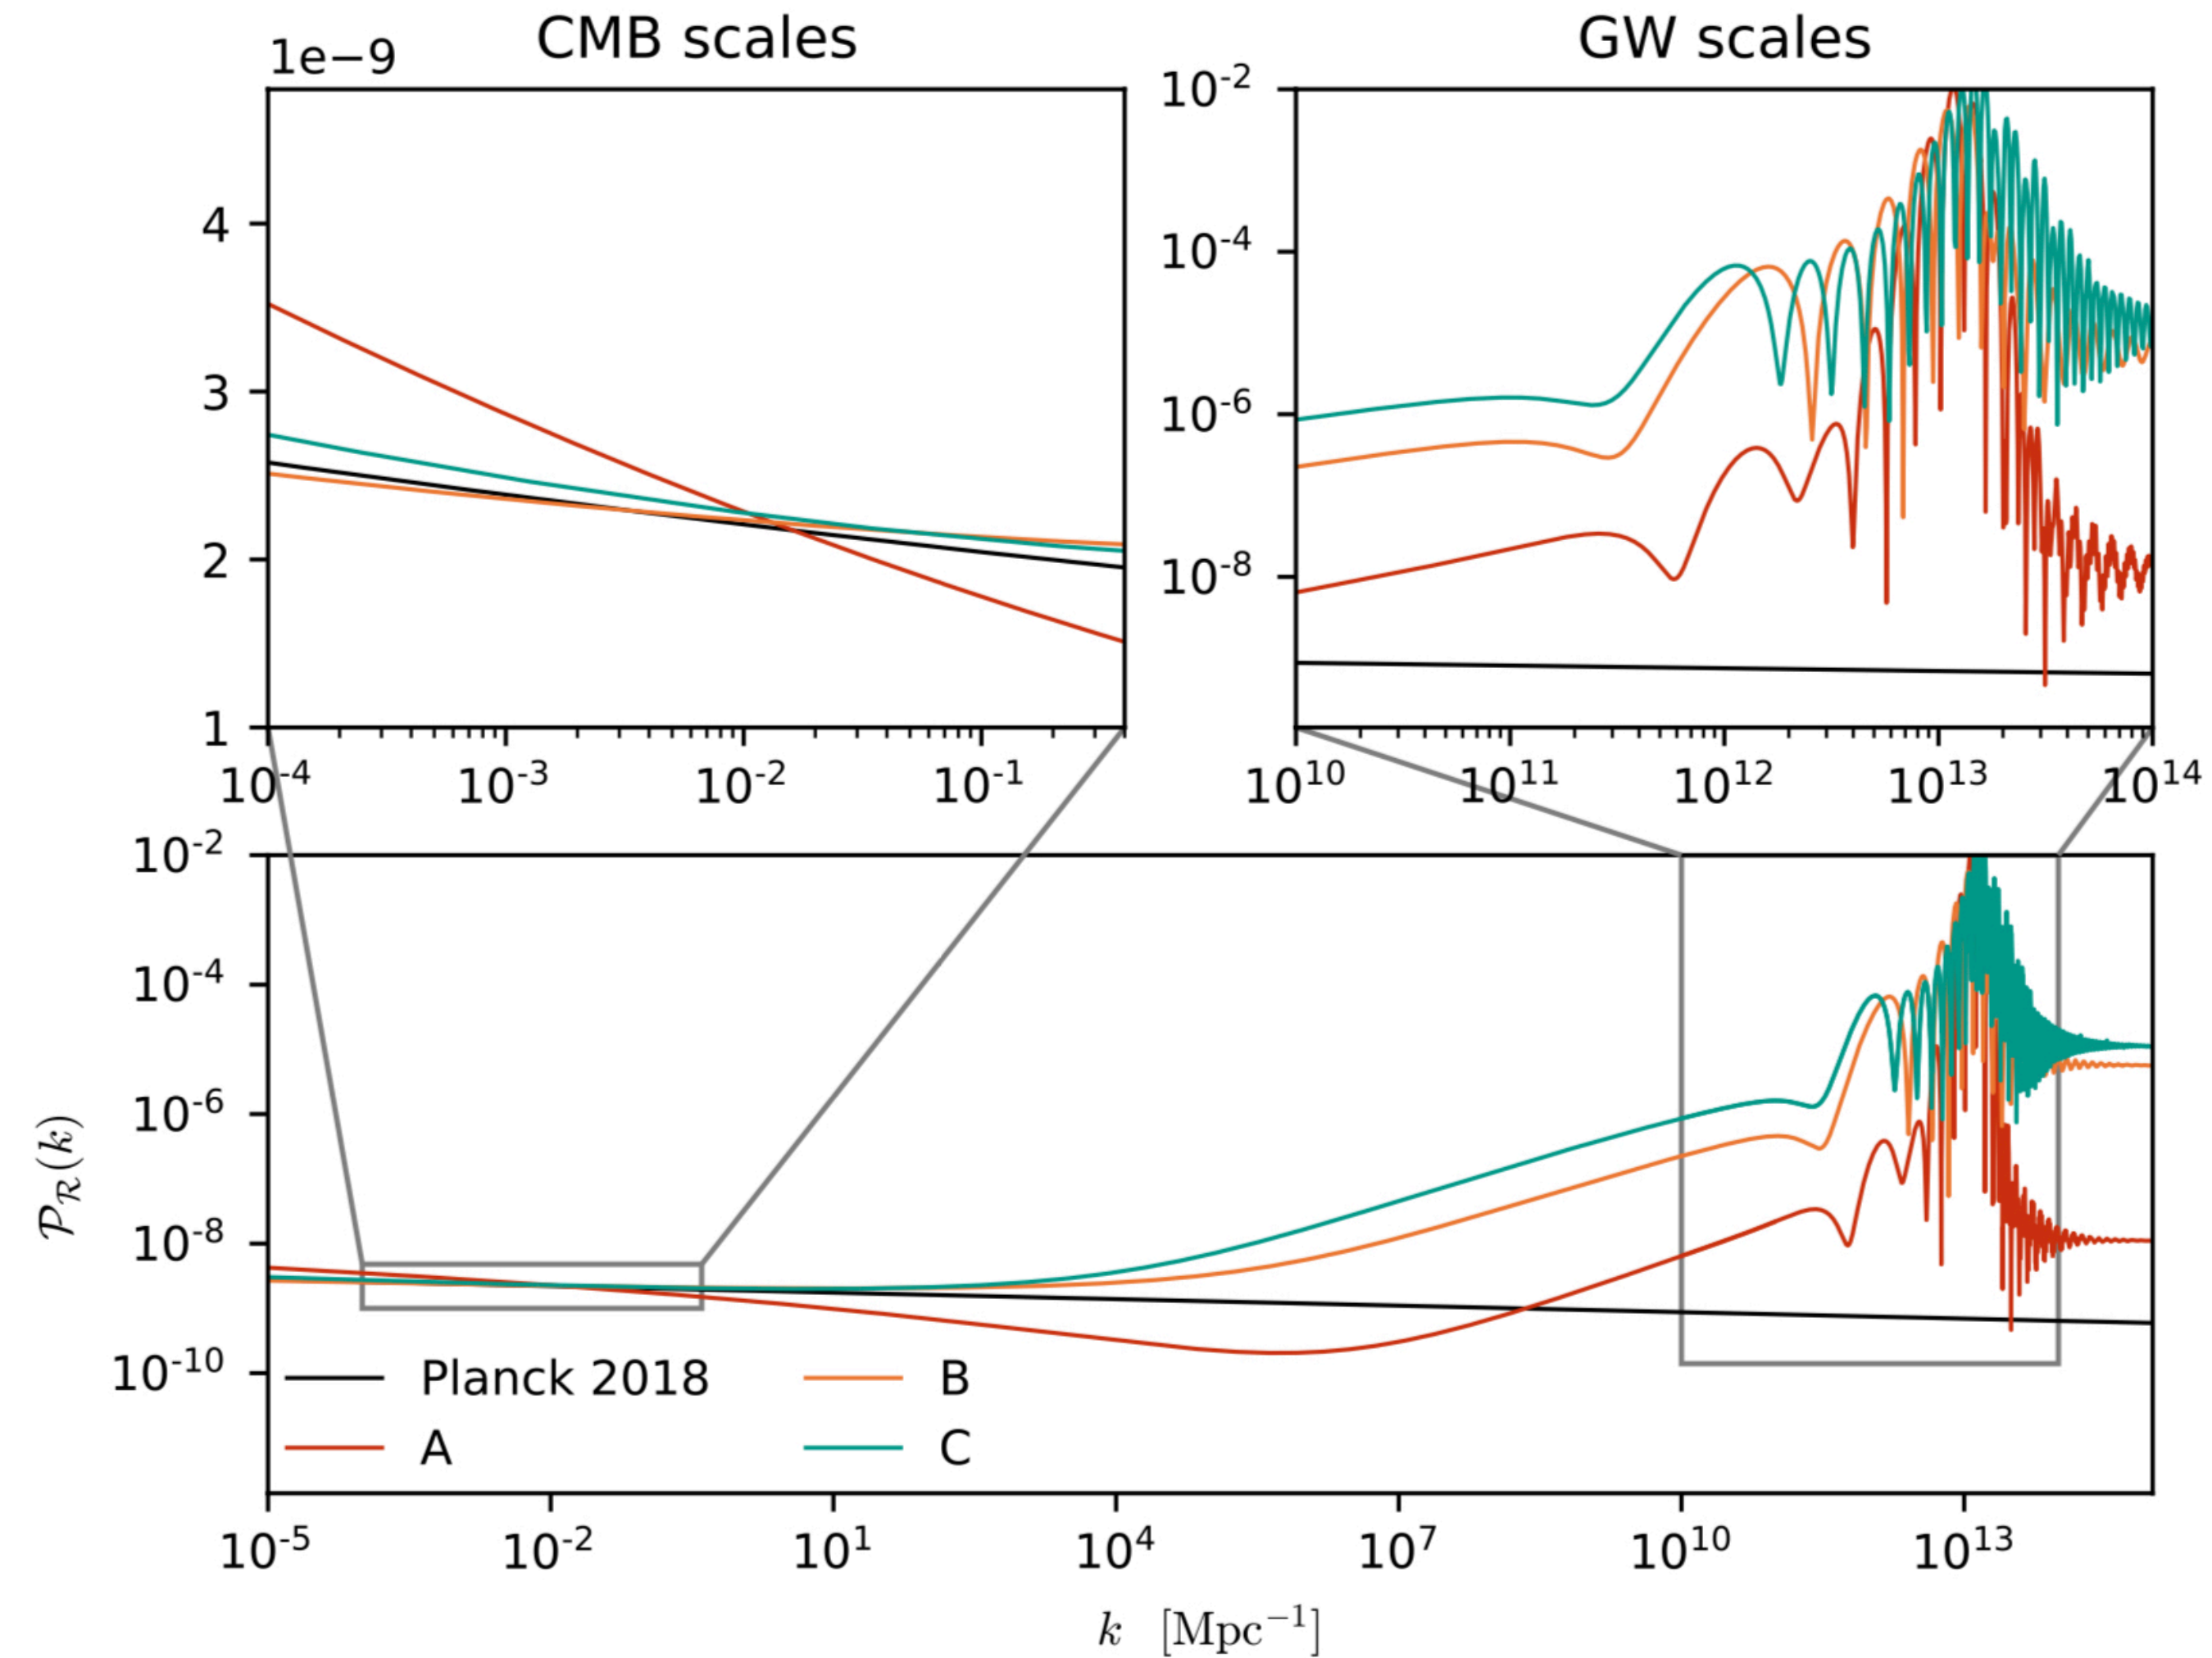 CMB scales GW scales
1e−9
4
3
2
1
10⁻⁴ 10⁻³ 10⁻² 10⁻¹
10⁻²
10⁻⁴
10⁻⁶
10⁻⁸
10¹⁰ 10¹¹ 10¹² 10¹³ 10¹⁴
10⁻²
10⁻⁴
10⁻⁶
10⁻⁸
10⁻¹⁰
𝒫_ℛ(k)
Planck 2018 B
A C
10⁻⁵ 10⁻² 10¹ 10⁴ 10⁷ 10¹⁰ 10¹³
k [Mpc⁻¹]